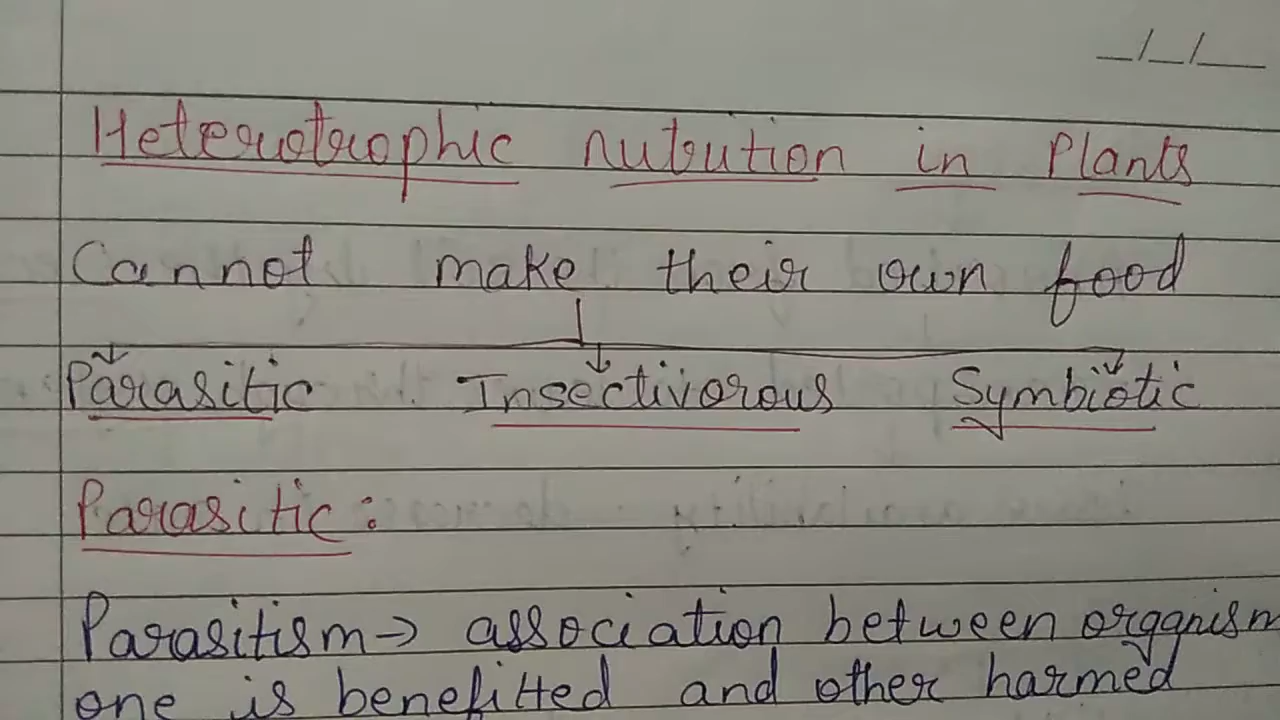 _/_/__
Heterotrophic nutrition in Plants
Cannot make their own food
Parasitic Insectivorous Symbiotic
Parasitic:
Parasitism → association between organism
one is benefitted and other harmed